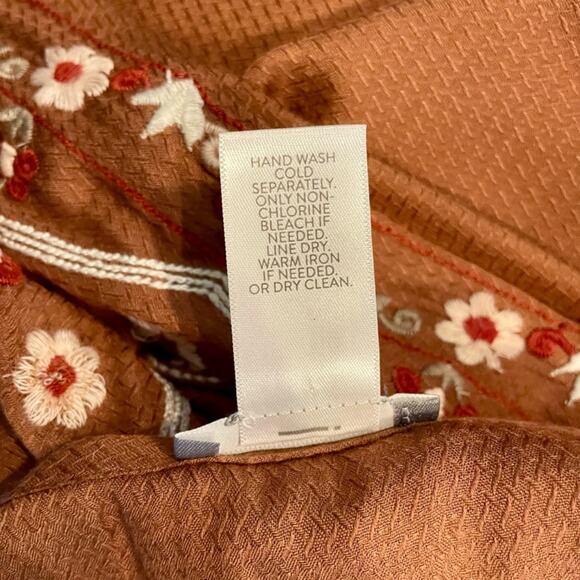 HAND WASH
COLD
SEPARATELY.
ONLY NON-
CHLORINE
BLEACH IF
NEEDED.
LINE DRY.
WARM IRON
IF NEEDED.
OR DRY CLEAN.